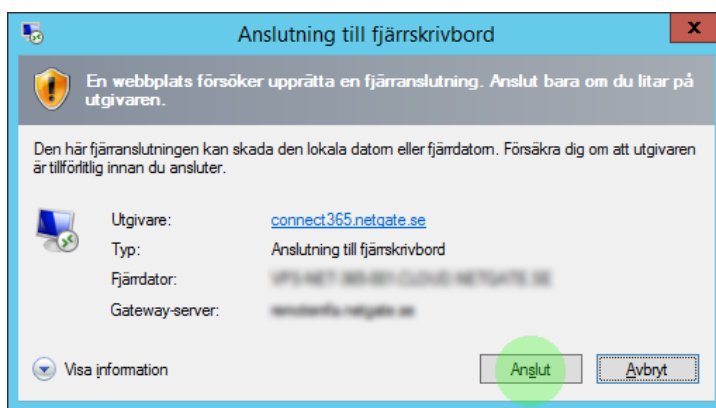 Anslutning till fjärrskrivbord
x
En webbplats försöker upprätta en fjärranslutning. Anslut bara om du litar på
utgivaren.
Den här fjärranslutningen kan skada den lokala datorn eller fjärrdatorn. Försäkra dig om att utgivaren
är tillförlitlig innan du ansluter.
Utgivare: connect365.netgate.se
Typ: Anslutning till fjärrskrivbord
Fjärrdator:
Gateway-server:
Visa information Anslut Avbryt